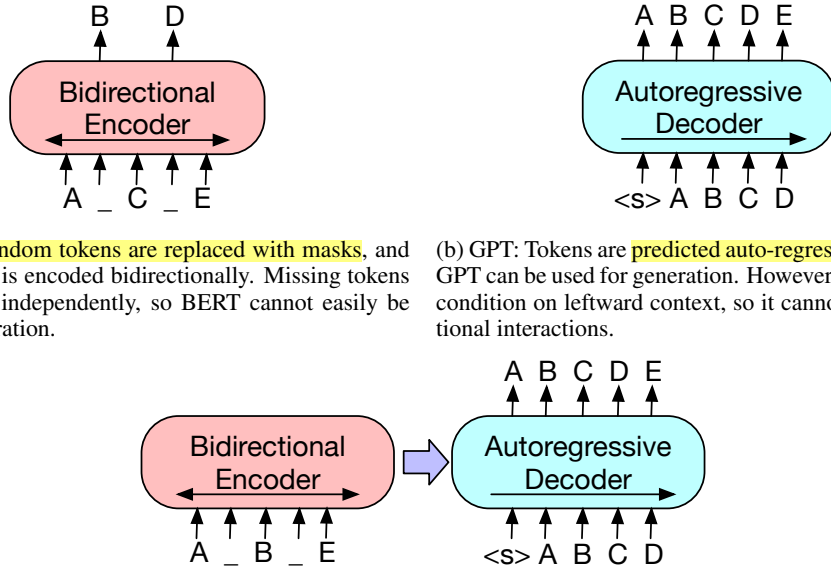 B D
Bidirectional
Encoder
A _ C _ E
A B C D E
Autoregressive
Decoder
<s> A B C D
ndom tokens are replaced with masks, and
is encoded bidirectionally. Missing tokens
independently, so BERT cannot easily be
ration.
(b) GPT: Tokens are predicted auto-regres
GPT can be used for generation. However
condition on leftward context, so it canno
tional interactions.
Bidirectional
Encoder
A _ B _ E
A B C D E
Autoregressive
Decoder
<s> A B C D